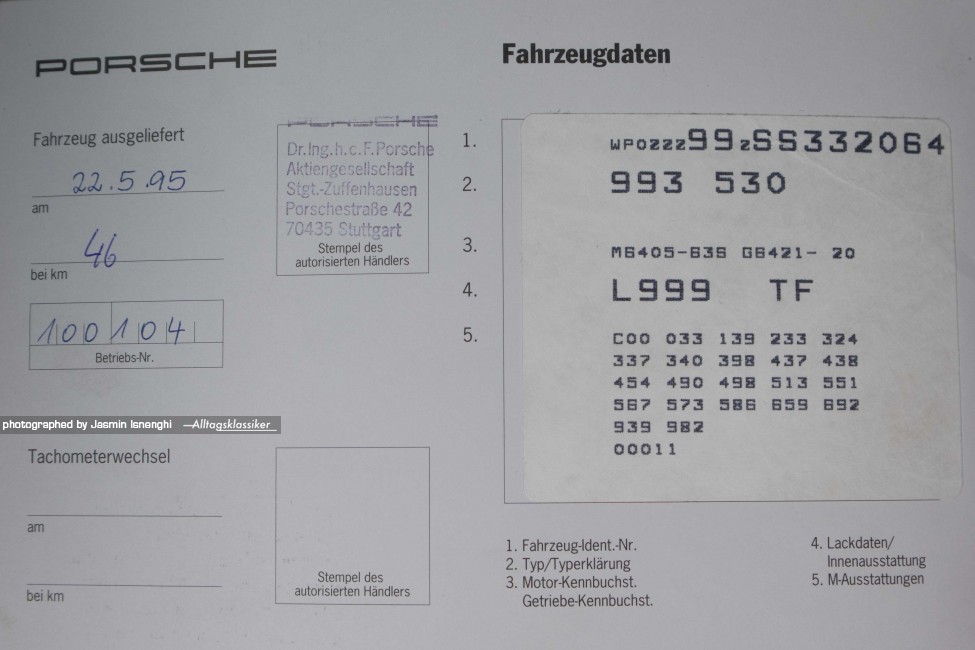 PORSCHE
Fahrzeug ausgeliefert
22.5.95
am
46
bei km
100 104
Betriebs-Nr.
PORSCHE
Dr.Ing.h.c.F.Porsche
Aktiengesellschaft
Stgt.-Zuffenhausen
Porschestraße 42
70435 Stuttgart
Stempel des
autorisierten Händlers
photographed by Jasmin Isnenghi —Alltagsklassiker
Tachometerwechsel
am
bei km
Stempel des
autorisierten Händlers
Fahrzeugdaten
1. WP0ZZZ99ZSS332064
2. 993 530
3. M6405-639 G6421- 20
4. L999 TF
5. C00 033 139 233 324
337 340 398 437 438
454 490 498 513 551
567 573 586 659 692
939 982
00011
1. Fahrzeug-Ident.-Nr.
2. Typ/Typerklärung
3. Motor-Kennbuchst.
Getriebe-Kennbuchst.
4. Lackdaten/
Innenausstattung
5. M-Ausstattungen